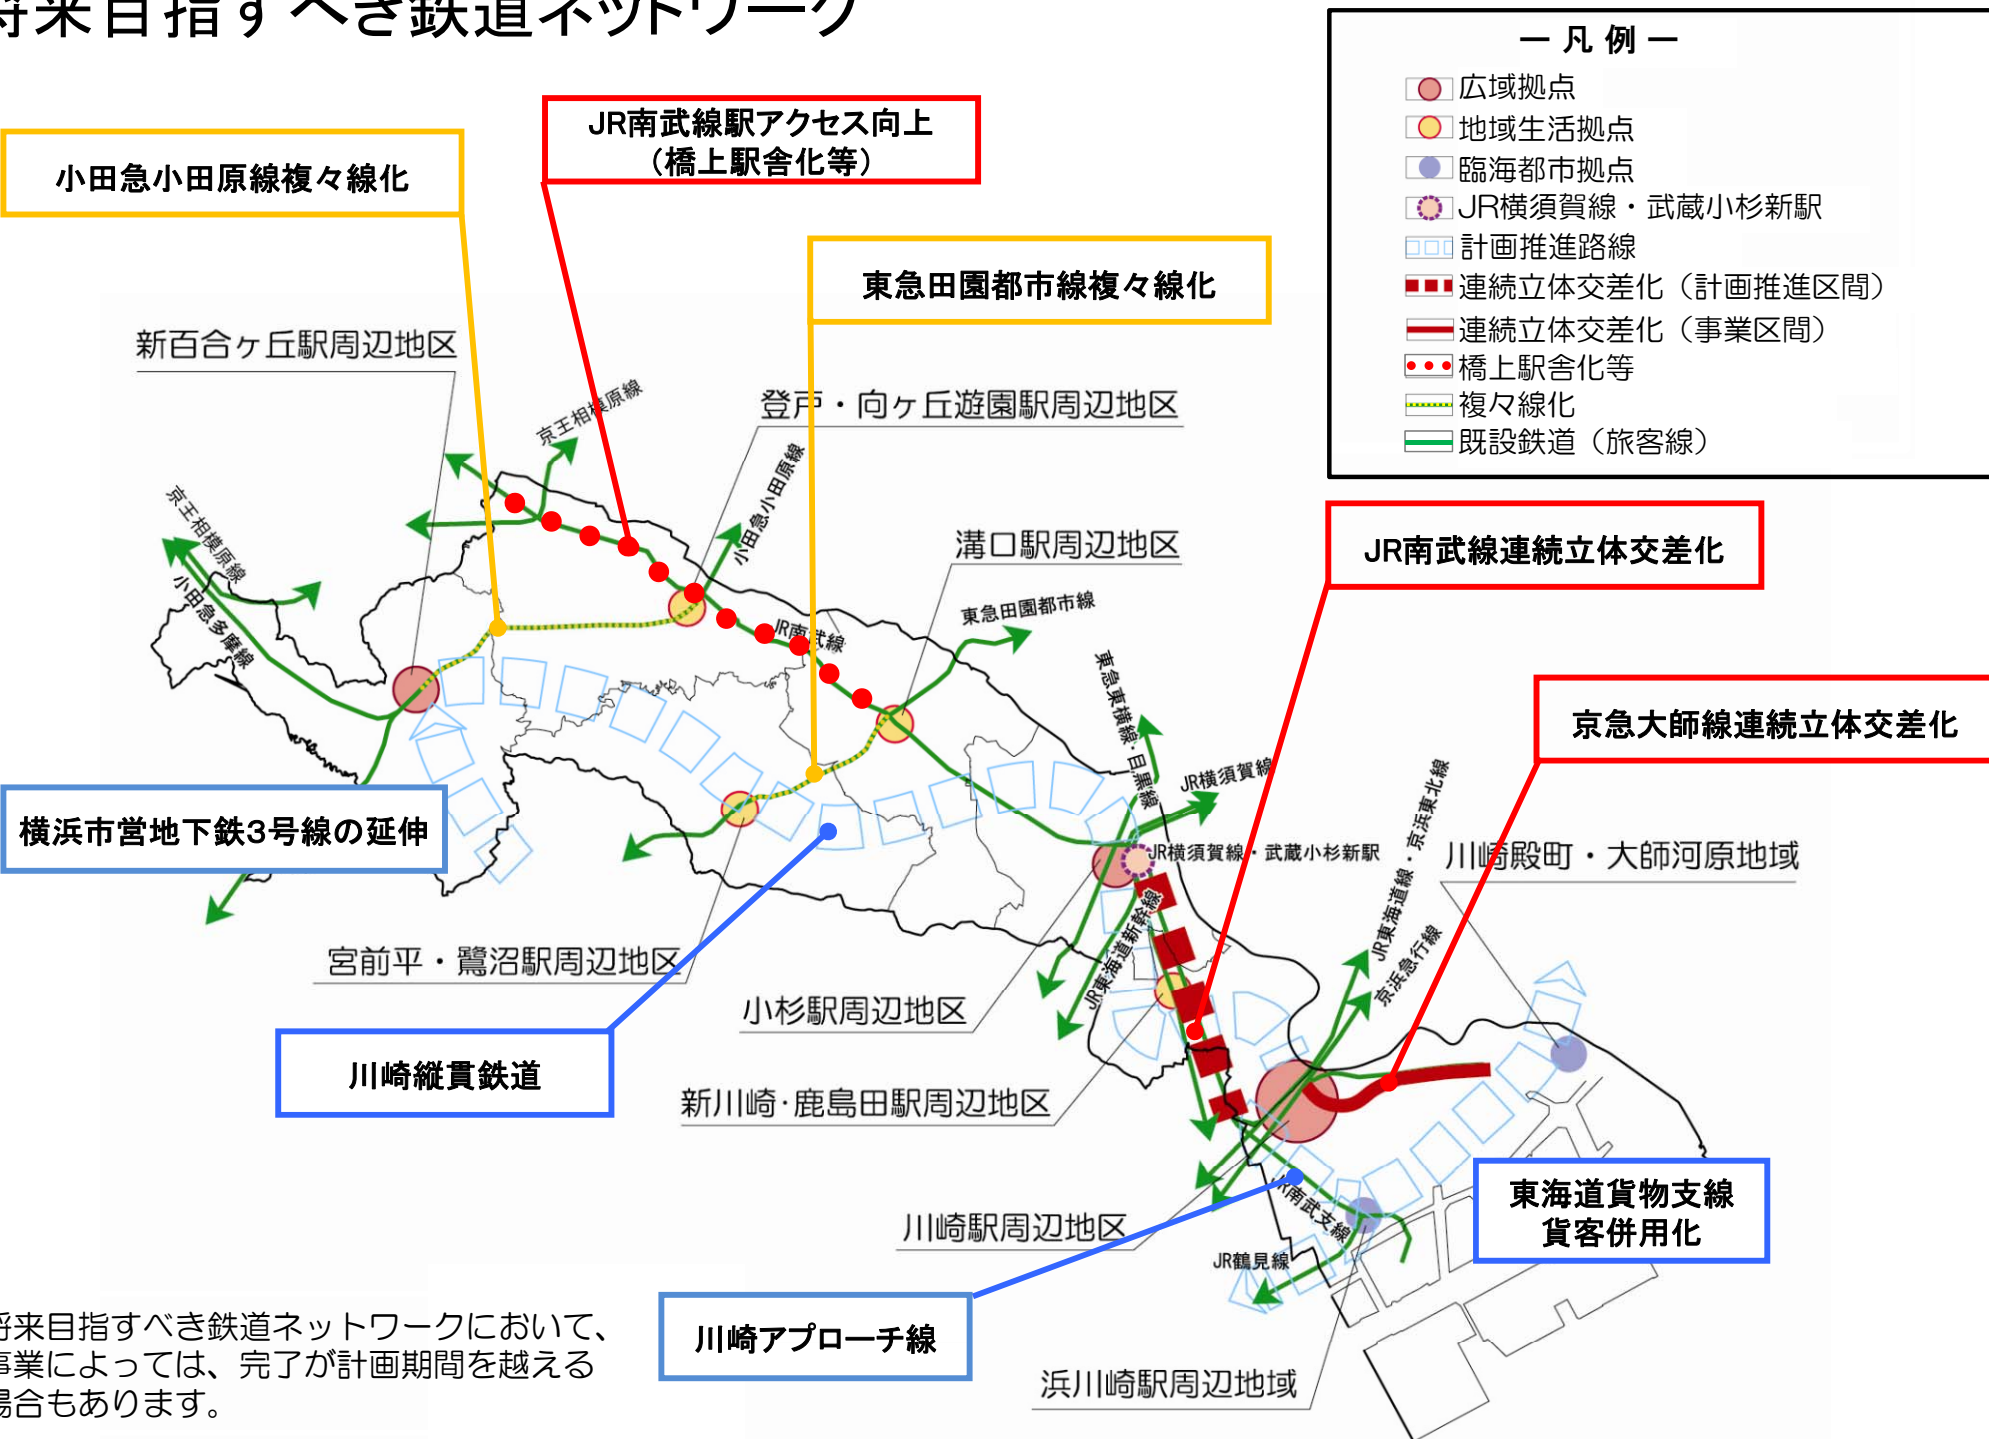 将来目指すべき鉄道ネットワーク
― 凡 例 ―
広域拠点
地域生活拠点
臨海都市拠点
JR横須賀線・武蔵小杉新駅
計画推進路線
連続立体交差化（計画推進区間）
連続立体交差化（事業区間）
橋上駅舎化等
複々線化
既設鉄道（旅客線）
JR南武線駅アクセス向上
（橋上駅舎化等）
小田急小田原線複々線化
東急田園都市線複々線化
新百合ヶ丘駅周辺地区
京王相模原線
登戸・向ヶ丘遊園駅周辺地区
小田急小田原線
京王相模原線
小田急多摩線
溝口駅周辺地区
JR南武線連続立体交差化
東急田園都市線
JR南武線
東急東横線・目黒線
京急大師線連続立体交差化
JR横須賀線
横浜市営地下鉄3号線の延伸
JR横須賀線・武蔵小杉新駅
JR東海道線・京浜東北線
川崎殿町・大師河原地域
京浜急行線
JR東海道新幹線
宮前平・鷺沼駅周辺地区
小杉駅周辺地区
川崎縦貫鉄道
新川崎・鹿島田駅周辺地区
東海道貨物支線
貨客併用化
川崎駅周辺地区
JR南武支線
JR鶴見線
川崎アプローチ線
浜川崎駅周辺地域
将来目指すべき鉄道ネットワークにおいて、
事業によっては、完了が計画期間を越える
場合もあります。